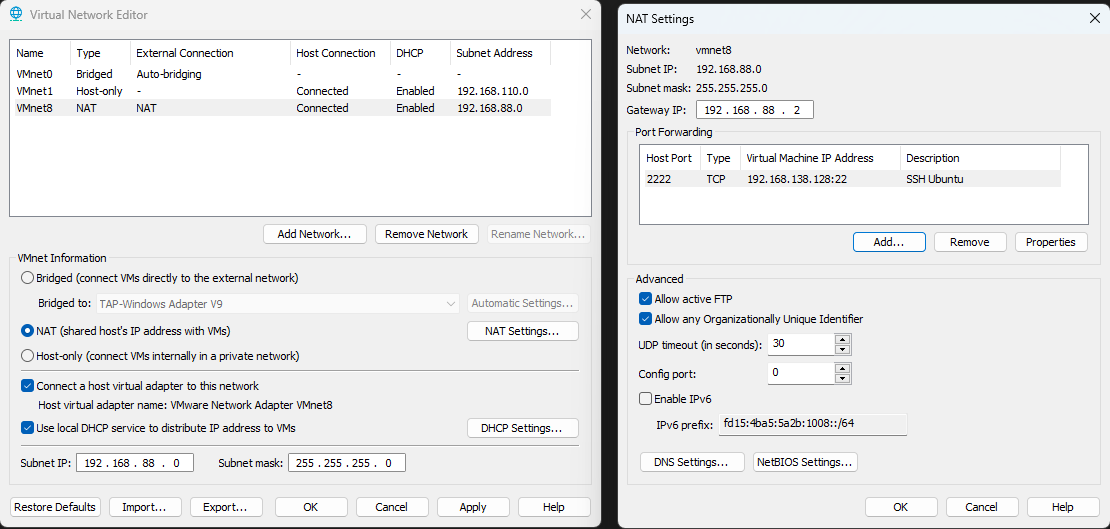 Virtual Network Editor
Name Type External Connection Host Connection DHCP Subnet Address
VMnet0 Bridged Auto-bridging - - -
VMnet1 Host-only - Connected Enabled 192.168.110.0
VMnet8 NAT NAT Connected Enabled 192.168.88.0
Add Network... Remove Network Rename Network...
VMnet Information
Bridged (connect VMs directly to the external network)
Bridged to: TAP-Windows Adapter V9 Automatic Settings...
NAT (shared host's IP address with VMs) NAT Settings...
Host-only (connect VMs internally in a private network)
Connect a host virtual adapter to this network
Host virtual adapter name: VMware Network Adapter VMnet8
Use local DHCP service to distribute IP address to VMs DHCP Settings...
Subnet IP: 192 . 168 . 88 . 0 Subnet mask: 255 . 255 . 255 . 0
Restore Defaults Import... Export... OK Cancel Apply Help
NAT Settings
Network: vmnet8
Subnet IP: 192.168.88.0
Subnet mask: 255.255.255.0
Gateway IP: 192 . 168 . 88 . 2
Port Forwarding
Host Port Type Virtual Machine IP Address Description
2222 TCP 192.168.138.128:22 SSH Ubuntu
Add... Remove Properties
Advanced
Allow active FTP
Allow any Organizationally Unique Identifier
UDP timeout (in seconds): 30
Config port: 0
Enable IPv6
IPv6 prefix: fd15:4ba5:5a2b:1008::/64
DNS Settings... NetBIOS Settings...
OK Cancel Help